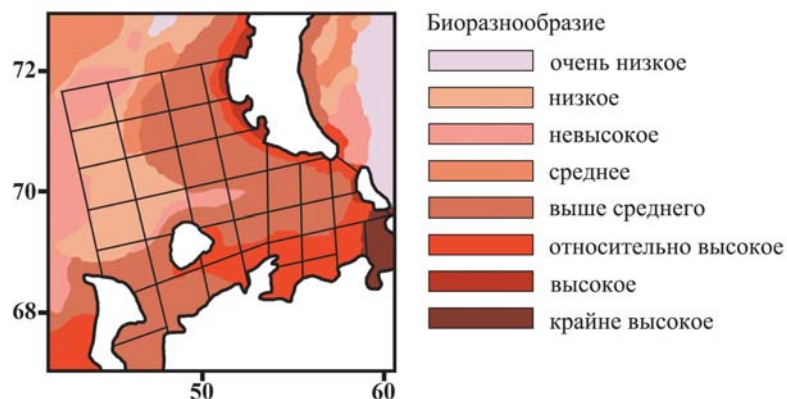 Биоразнообразие
очень низкое
низкое
невысокое
среднее
выше среднего
относительно высокое
высокое
крайне высокое
72
70
68
50
60